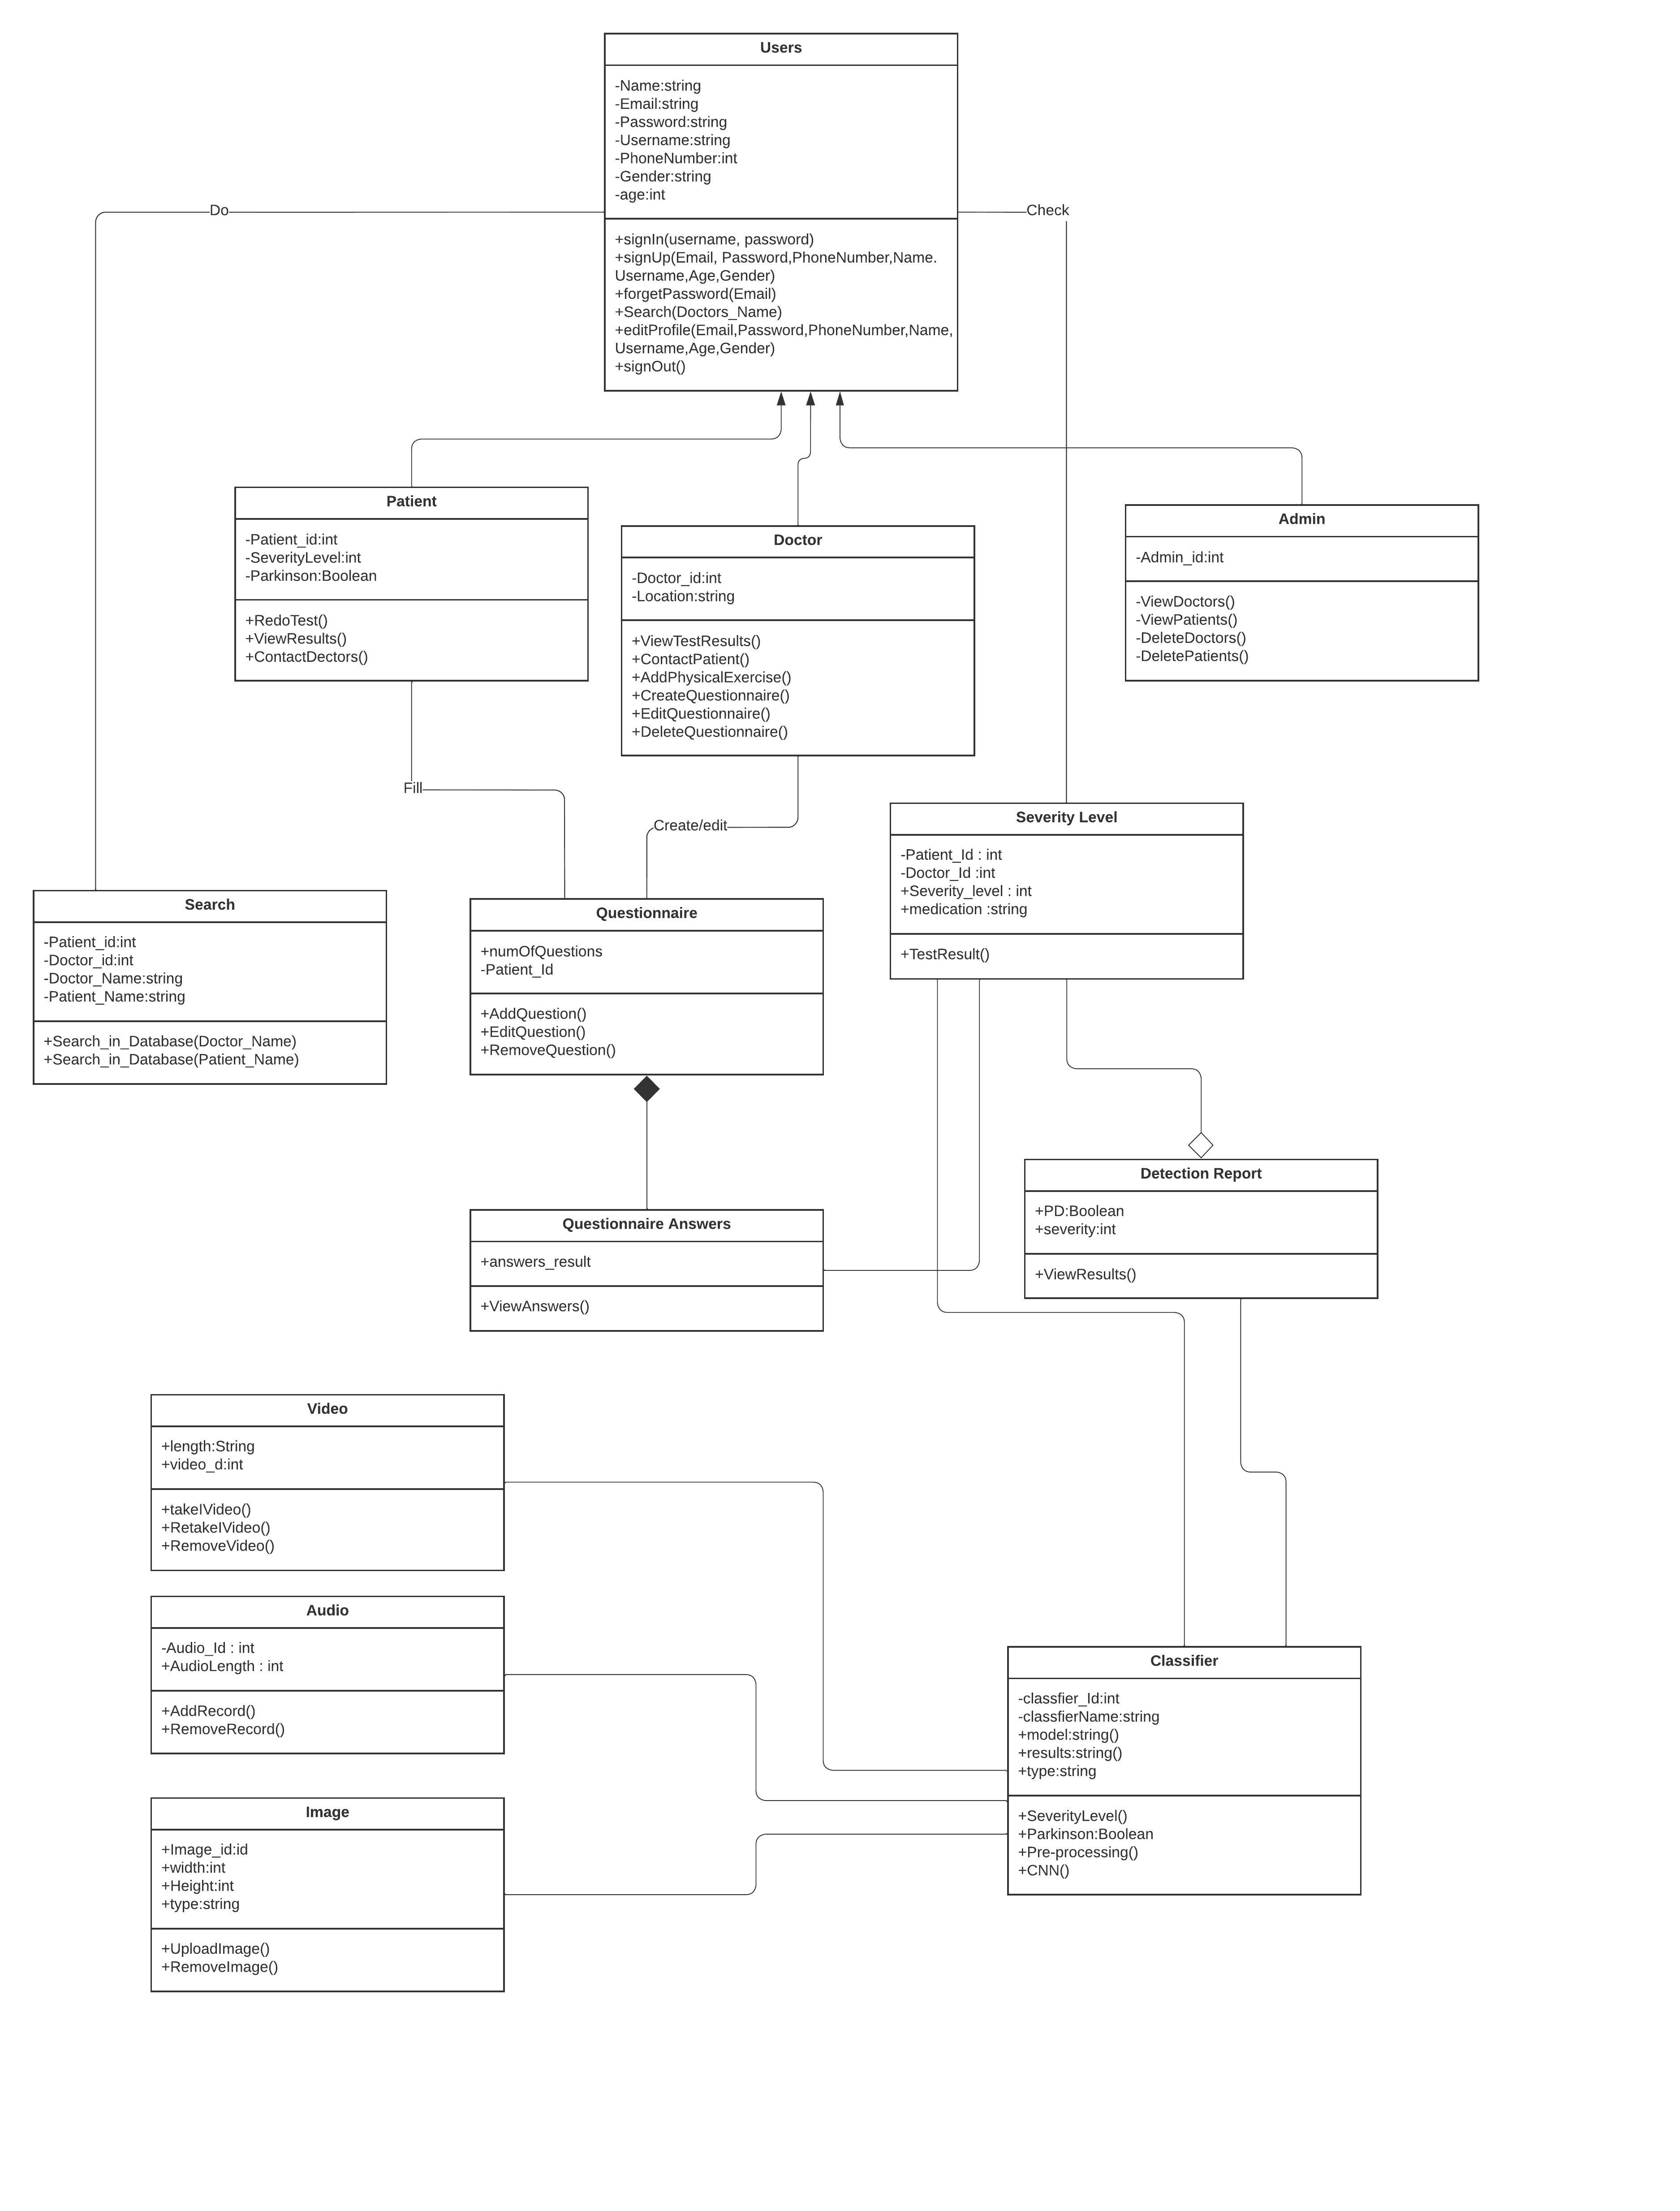 Users
-Name:string
-Email:string
-Password:string
-Username:string
-PhoneNumber:int
-Gender:string
-age:int
Do
Check
+signIn(username, password)
+signUp(Email, Password,PhoneNumber,Name.
Username,Age,Gender)
+forgetPassword(Email)
+Search(Doctors_Name)
+editProfile(Email,Password,PhoneNumber,Name,
Username,Age,Gender)
+signOut()
Patient
-Patient_id:int
-SeverityLevel:int
-Parkinson:Boolean
+RedoTest()
+ViewResults()
+ContactDectors()
Doctor
-Doctor_id:int
-Location:string
+ViewTestResults()
+ContactPatient()
+AddPhysicalExercise()
+CreateQuestionnaire()
+EditQuestionnaire()
+DeleteQuestionnaire()
Admin
-Admin_id:int
-ViewDoctors()
-ViewPatients()
-DeleteDoctors()
-DeletePatients()
Fill
Create/edit
Severity Level
-Patient_Id : int
-Doctor_Id :int
+Severity_level : int
+medication :string
+TestResult()
Search
-Patient_id:int
-Doctor_id:int
-Doctor_Name:string
-Patient_Name:string
+Search_in_Database(Doctor_Name)
+Search_in_Database(Patient_Name)
Questionnaire
+numOfQuestions
-Patient_Id
+AddQuestion()
+EditQuestion()
+RemoveQuestion()
Detection Report
+PD:Boolean
+severity:int
+ViewResults()
Questionnaire Answers
+answers_result
+ViewAnswers()
Video
+length:String
+video_d:int
+takeIVideo()
+RetakeIVideo()
+RemoveVideo()
Audio
-Audio_Id : int
+AudioLength : int
+AddRecord()
+RemoveRecord()
Classifier
-classfier_Id:int
-classfierName:string
+model:string()
+results:string()
+type:string
+SeverityLevel()
+Parkinson:Boolean
+Pre-processing()
+CNN()
Image
+Image_id:id
+width:int
+Height:int
+type:string
+UploadImage()
+RemoveImage()